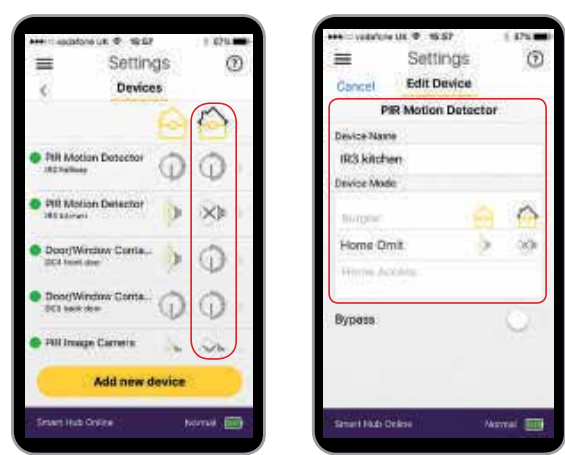 vodafone UK 15:57 67%
Settings
Devices
PIR Motion Detector
IR2 hallway
PIR Motion Detector
IR3 kitchen
Door/Window Conta...
DC4 front door
Door/Window Conta...
DC5 back door
PIR Image Camera
Add new device
Smart Hub Online Normal
vodafone UK 15:57 67%
Settings
Cancel Edit Device
PIR Motion Detector
Device Name
IR3 kitchen
Device Mode
Burglar
Home Omit
Home Access
Bypass
Smart Hub Online Normal